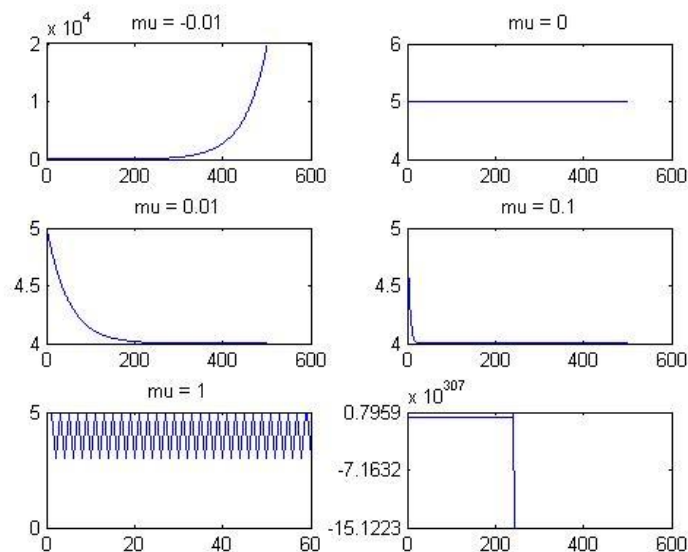 mu = -0.01
x 10^4
2
1
0
0 200 400 600
mu = 0
6
5
4
0 200 400 600
mu = 0.01
5
4.5
4
0 200 400 600
mu = 0.1
5
4.5
4
0 200 400 600
mu = 1
5
0
0 20 40 60
x 10^307
0.7959
-7.1632
-15.1223
0 200 400 600